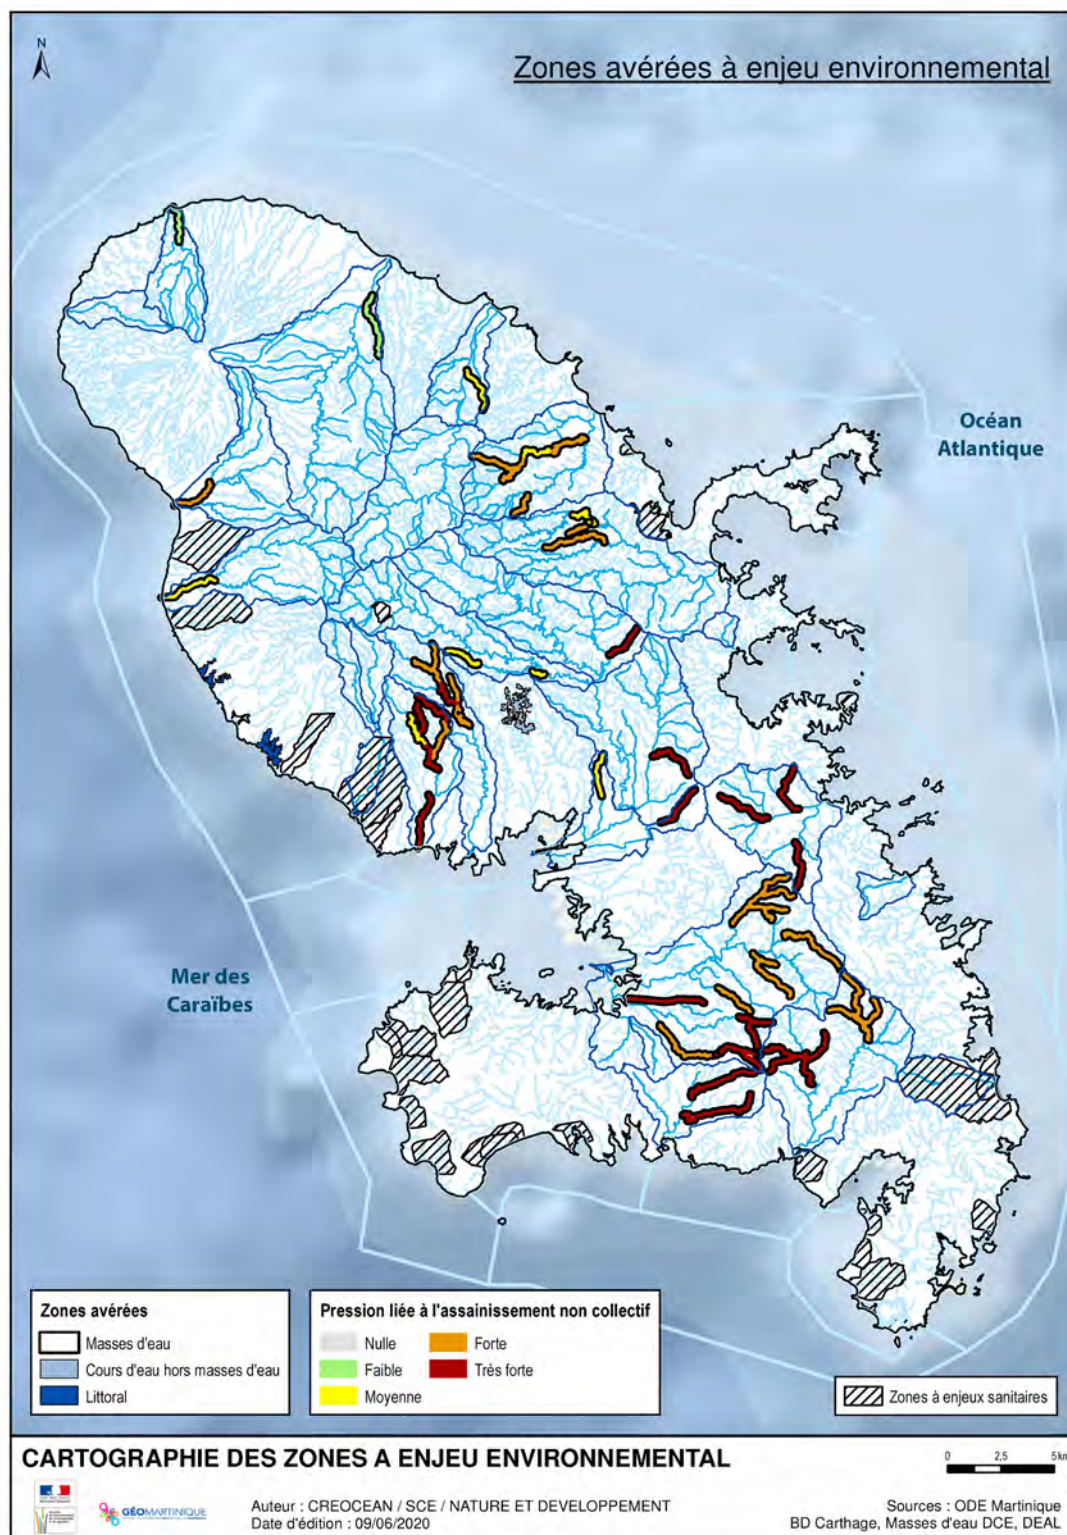 N
Zones avérées à enjeu environnemental
Océan
Atlantique
Mer des
Caraïbes
Zones avérées
Masses d'eau
Cours d'eau hors masses d'eau
Littoral
Pression liée à l'assainissement non collectif
Nulle
Faible
Moyenne
Forte
Très forte
Zones à enjeux sanitaires
CARTOGRAPHIE DES ZONES A ENJEU ENVIRONNEMENTAL
0 2,5 5km
GÉOMARTINIQUE
Auteur : CREOCEAN / SCE / NATURE ET DEVELOPPEMENT
Date d'édition : 09/06/2020
Sources : ODE Martinique
BD Carthage, Masses d'eau DCE, DEAL